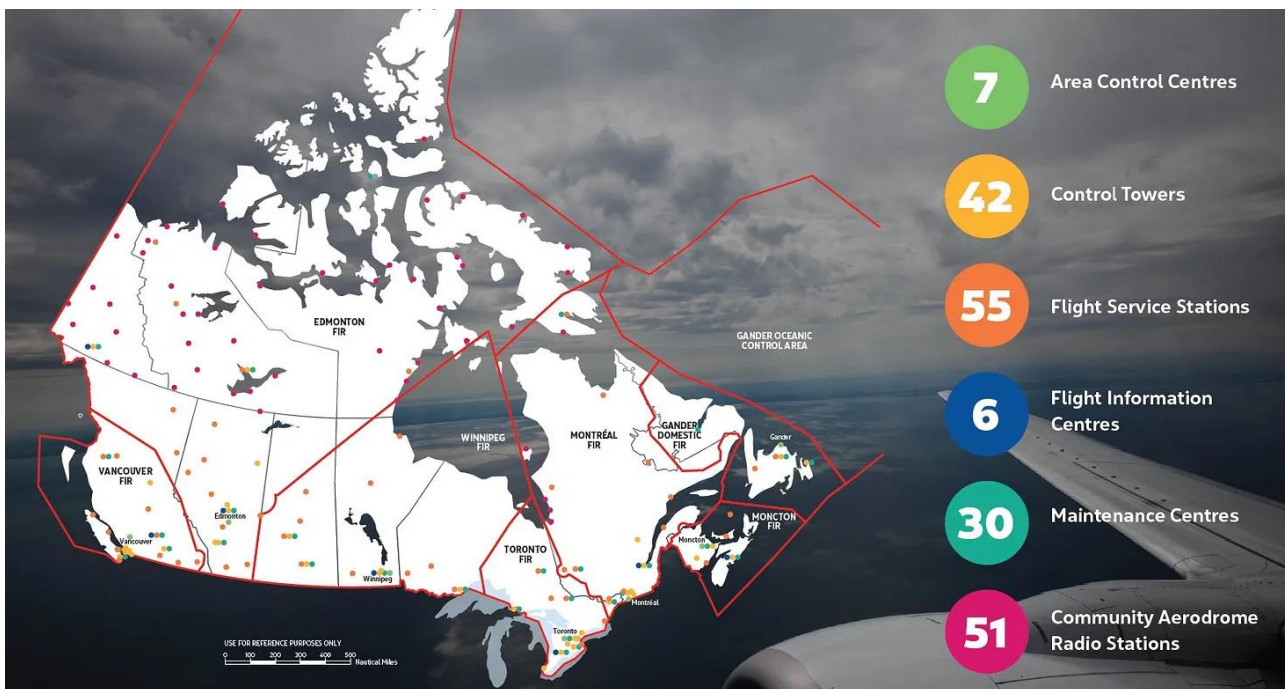 7
Area Control Centres
42
Control Towers
55
Flight Service Stations
6
Flight Information
Centres
30
Maintenance Centres
51
Community Aerodrome
Radio Stations
EDMONTON
FIR
GANDER OCEANIC
CONTROL AREA
WINNIPEG
FIR
MONTRÉAL
FIR
GANDER
DOMESTIC
FIR
Gander
VANCOUVER
FIR
Edmonton
Vancouver
Winnipeg
TORONTO
FIR
MONCTON
FIR
Moncton
Montréal
Toronto
USE FOR REFERENCE PURPOSES ONLY
0 100 200 300 400 500 Nautical Miles